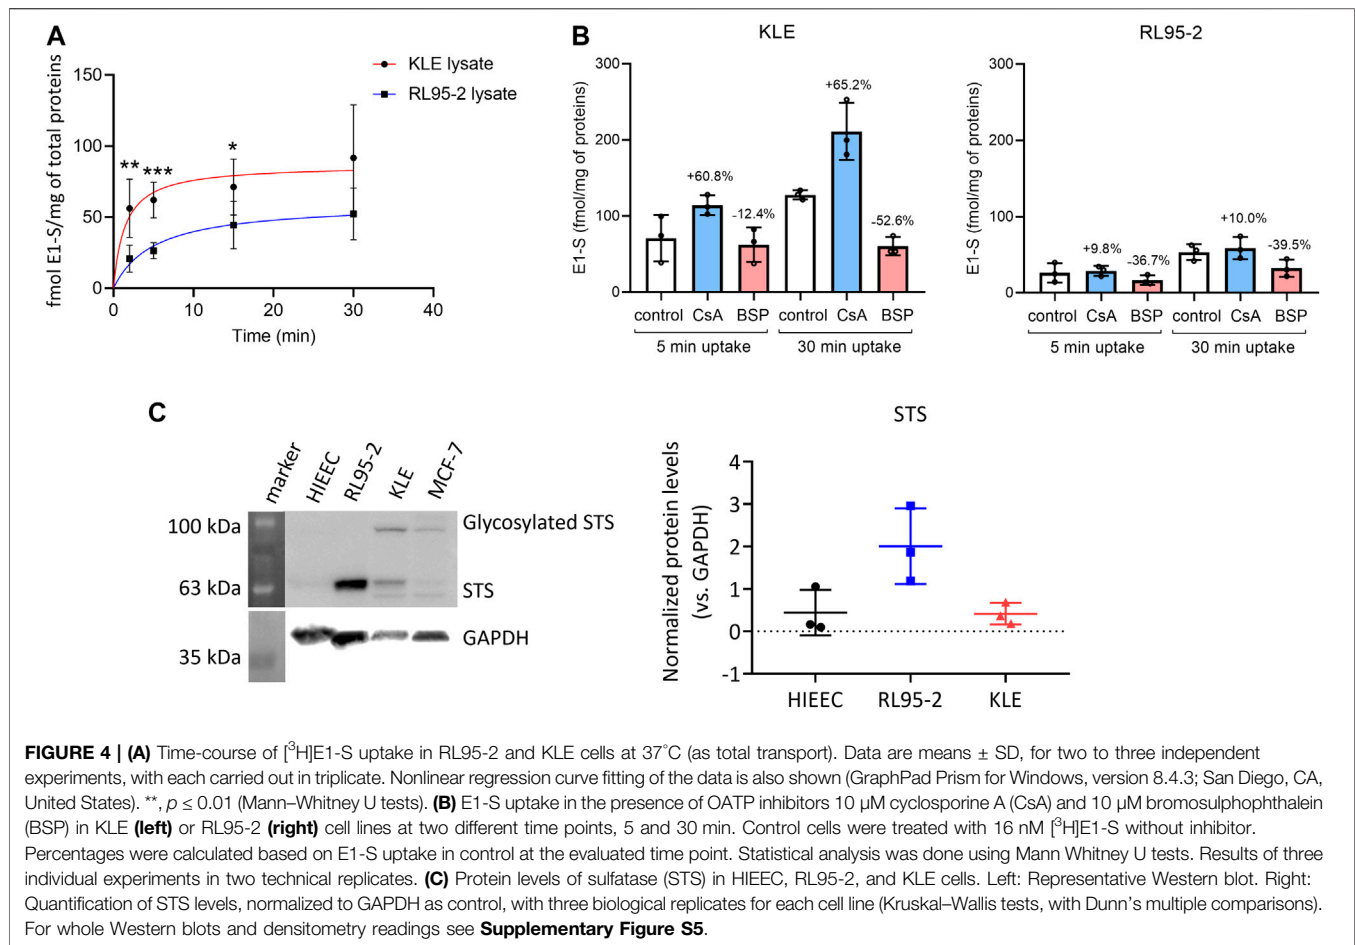 A
fmol E1-S/mg of total proteins
150
100
50
0
0
10
20
30
40
Time (min)
KLE lysate
RL95-2 lysate
**
***
*
B
KLE
E1-S (fmol/mg of proteins)
300
200
100
0
+60.8%
-12.4%
+65.2%
-52.6%
control CsA BSP control CsA BSP
5 min uptake 30 min uptake
RL95-2
E1-S (fmol/mg of proteins)
300
200
100
0
+9.8%
-36.7%
+10.0%
-39.5%
control CsA BSP control CsA BSP
5 min uptake 30 min uptake
C
marker HIEEC RL95-2 KLE MCF-7
100 kDa
63 kDa
35 kDa
Glycosylated STS
STS
GAPDH
STS
Normalized protein levels
(vs. GAPDH)
4
3
2
1
0
-1
HIEEC RL95-2 KLE
FIGURE 4 | (A) Time-course of [³H]E1-S uptake in RL95-2 and KLE cells at 37°C (as total transport). Data are means ± SD, for two to three independent
experiments, with each carried out in triplicate. Nonlinear regression curve fitting of the data is also shown (GraphPad Prism for Windows, version 8.4.3; San Diego, CA,
United States). **, p ≤ 0.01 (Mann–Whitney U tests). (B) E1-S uptake in the presence of OATP inhibitors 10 µM cyclosporine A (CsA) and 10 µM bromosulphophthalein
(BSP) in KLE (left) or RL95-2 (right) cell lines at two different time points, 5 and 30 min. Control cells were treated with 16 nM [³H]E1-S without inhibitor.
Percentages were calculated based on E1-S uptake in control at the evaluated time point. Statistical analysis was done using Mann Whitney U tests. Results of three
individual experiments in two technical replicates. (C) Protein levels of sulfatase (STS) in HIEEC, RL95-2, and KLE cells. Left: Representative Western blot. Right:
Quantification of STS levels, normalized to GAPDH as control, with three biological replicates for each cell line (Kruskal–Wallis tests, with Dunn's multiple comparisons).
For whole Western blots and densitometry readings see Supplementary Figure S5.